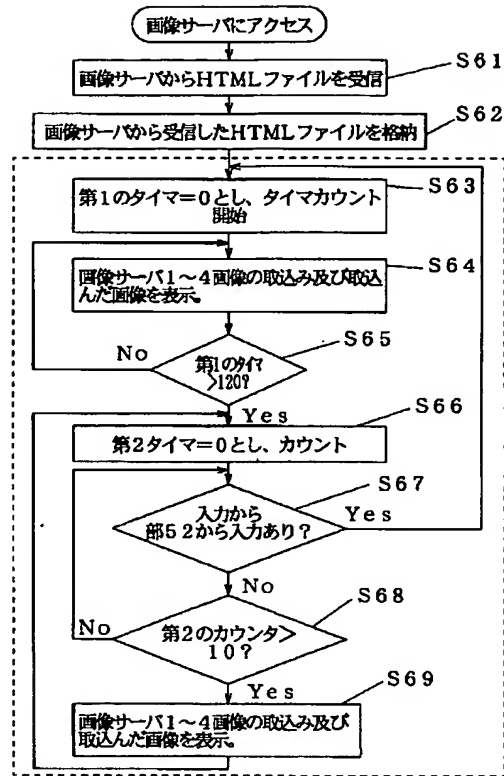 画像サーバにアクセス
S61
画像サーバからHTMLファイルを受信
S62
画像サーバから受信したHTMLファイルを格納
S63
第1のタイマ=0とし、タイマカウント
開始
S64
画像サーバ1〜4画像の取込み及び取込
んだ画像を表示。
S65
No
第1のタイマ
>120?
Yes
S66
第2タイマ=0とし、カウント
S67
入力から
部52から入力あり?
Yes
No
S68
No
第2のカウンタ>
10?
Yes
S69
画像サーバ1〜4画像の取込み及び
取込んだ画像を表示。